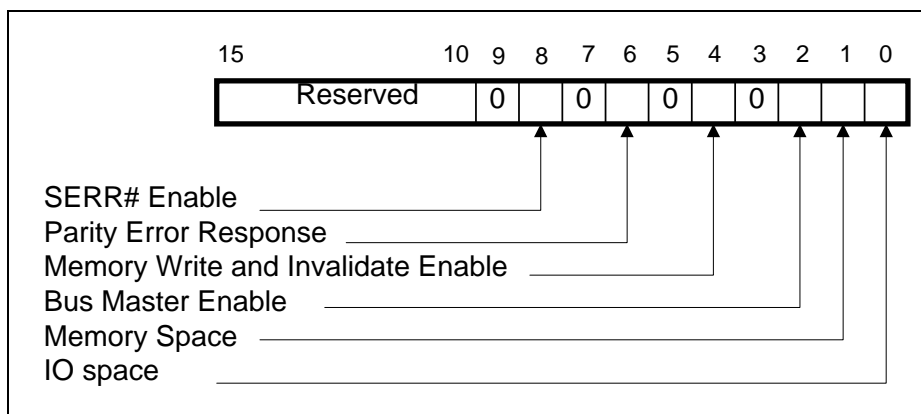 15 10 9 8 7 6 5 4 3 2 1 0
Reserved 0 0 0 0
SERR# Enable
Parity Error Response
Memory Write and Invalidate Enable
Bus Master Enable
Memory Space
IO space